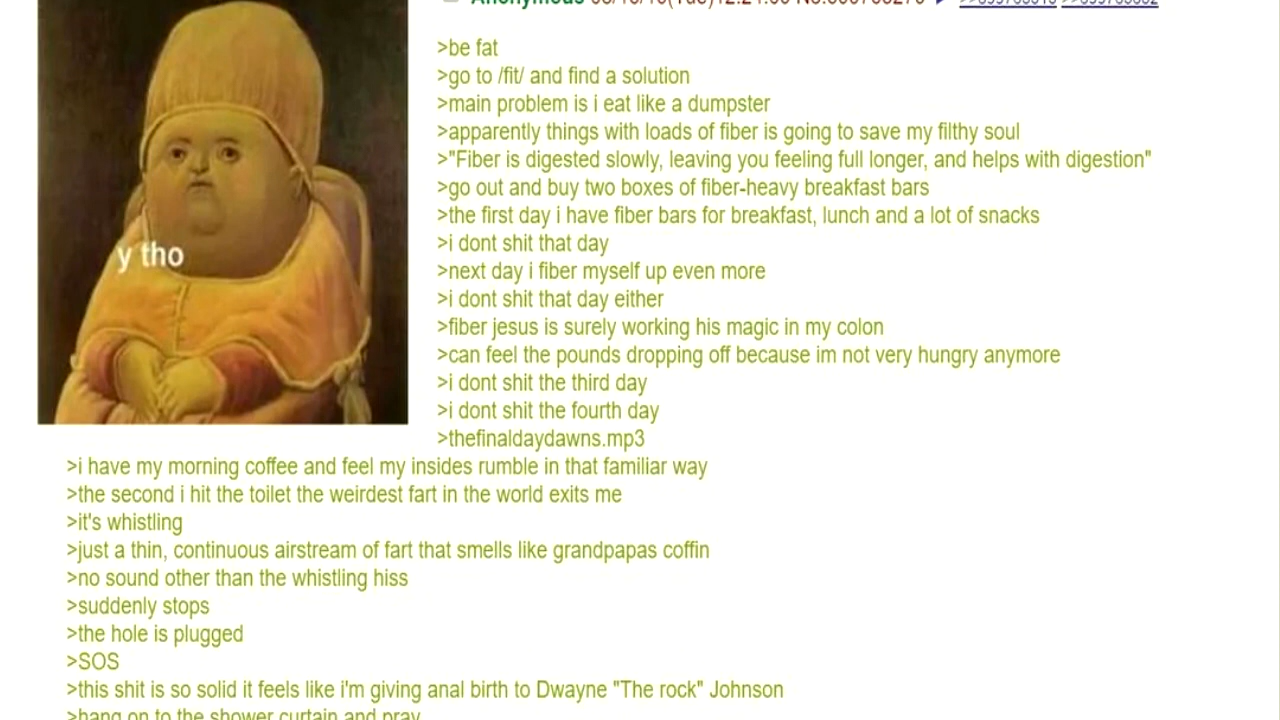 Anonymous
y tho
>be fat
>go to /fit/ and find a solution
>main problem is i eat like a dumpster
>apparently things with loads of fiber is going to save my filthy soul
>"Fiber is digested slowly, leaving you feeling full longer, and helps with digestion"
>go out and buy two boxes of fiber-heavy breakfast bars
>the first day i have fiber bars for breakfast, lunch and a lot of snacks
>i dont shit that day
>next day i fiber myself up even more
>i dont shit that day either
>fiber jesus is surely working his magic in my colon
>can feel the pounds dropping off because im not very hungry anymore
>i dont shit the third day
>i dont shit the fourth day
>thefinaldaydawns.mp3
>i have my morning coffee and feel my insides rumble in that familiar way
>the second i hit the toilet the weirdest fart in the world exits me
>it's whistling
>just a thin, continuous airstream of fart that smells like grandpapas coffin
>no sound other than the whistling hiss
>suddenly stops
>the hole is plugged
>SOS
>this shit is so solid it feels like i'm giving anal birth to Dwayne "The rock" Johnson
>hang on to the shower curtain and pray